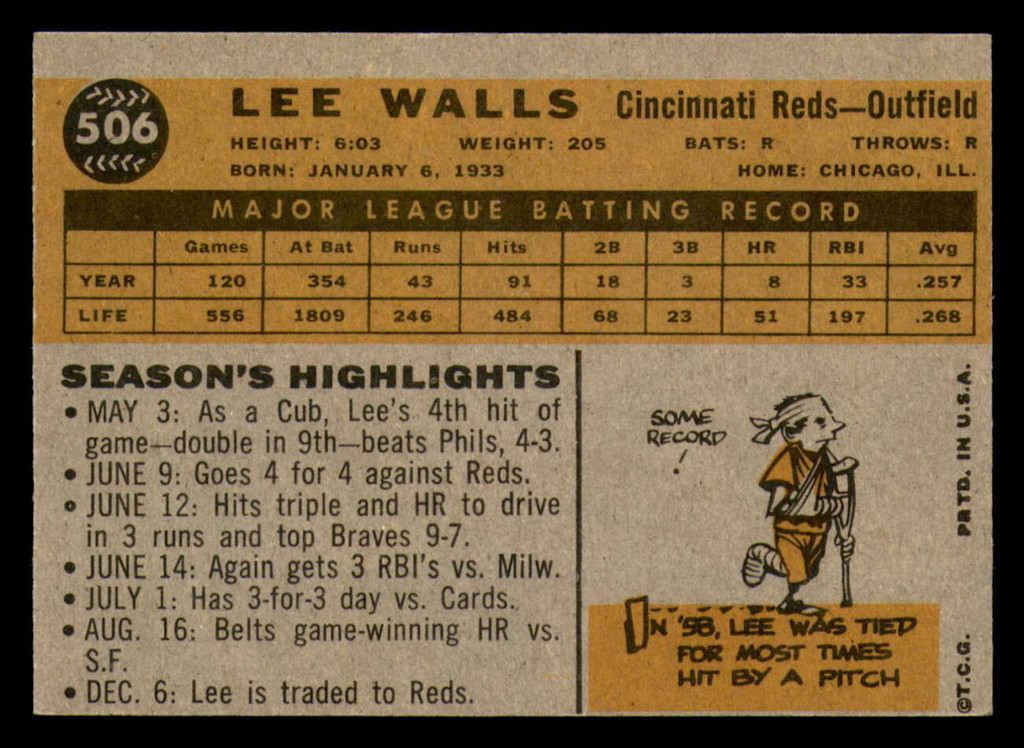 506
LEE WALLS Cincinnati Reds—Outfield
HEIGHT: 6:03 WEIGHT: 205 BATS: R THROWS: R
BORN: JANUARY 6, 1933 HOME: CHICAGO, ILL.
MAJOR LEAGUE BATTING RECORD
Games At Bat Runs Hits 2B 3B HR RBI Avg
YEAR 120 354 43 91 18 3 8 33 .257
LIFE 556 1809 246 484 68 23 51 197 .268
SEASON'S HIGHLIGHTS
• MAY 3: As a Cub, Lee's 4th hit of
game—double in 9th—beats Phils, 4-3.
• JUNE 9: Goes 4 for 4 against Reds.
• JUNE 12: Hits triple and HR to drive
in 3 runs and top Braves 9-7.
• JUNE 14: Again gets 3 RBI's vs. Milw.
• JULY 1: Has 3-for-3 day vs. Cards.
• AUG. 16: Belts game-winning HR vs.
S.F.
• DEC. 6: Lee is traded to Reds.
SOME
RECORD
!
IN '58, LEE WAS TIED
FOR MOST TIMES
HIT BY A PITCH
©T.C.G. PRTD. IN U.S.A.